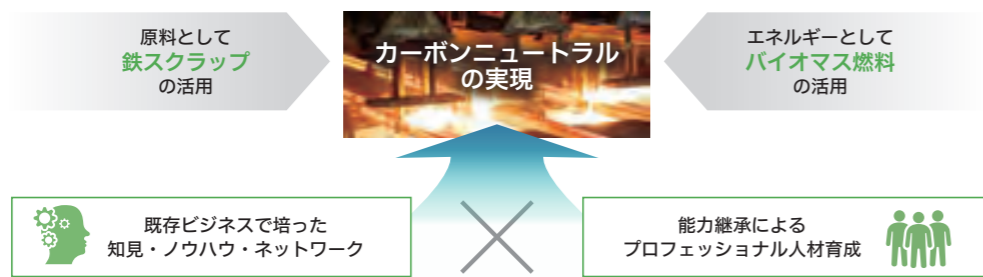 原料として
鉄スクラップ
の活用
カーボンニュートラル
の実現
エネルギーとして
バイオマス燃料
の活用
既存ビジネスで培った
知見・ノウハウ・ネットワーク
能力継承による
プロフェッショナル人材育成